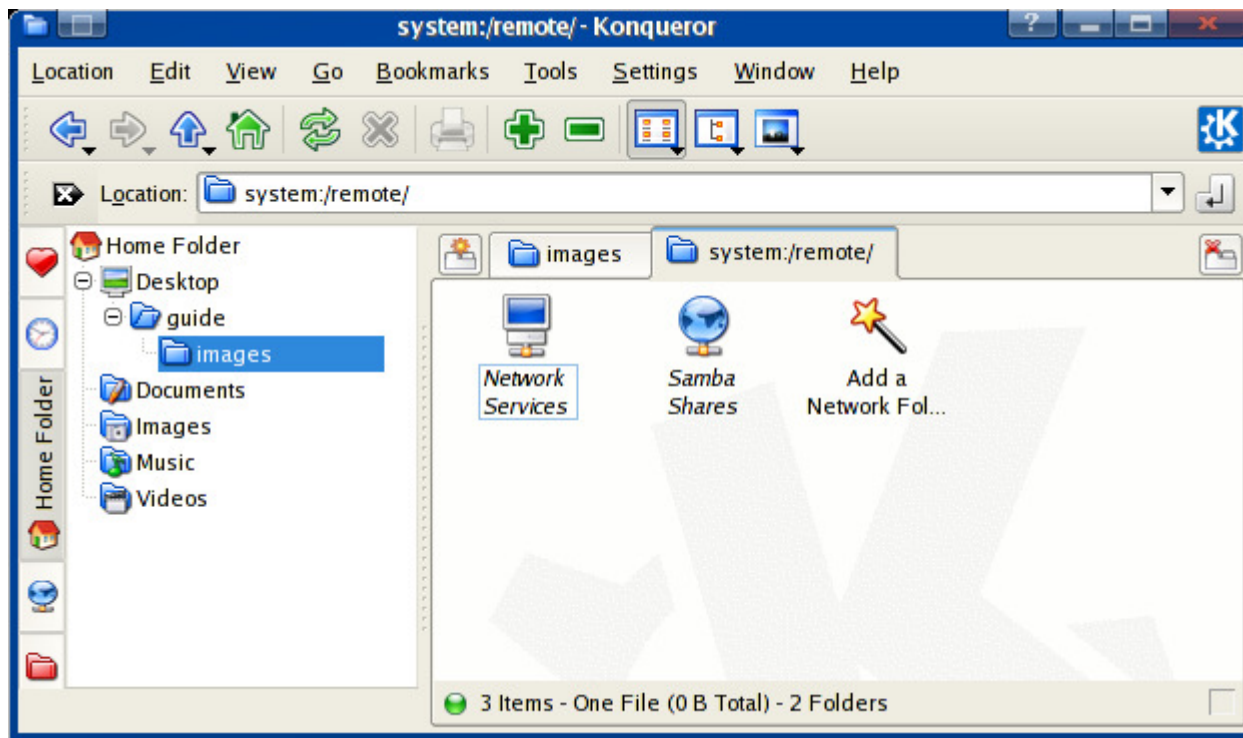 system:/remote/ - Konqueror
Location Edit View Go Bookmarks Tools Settings Window Help
Location: system:/remote/
Home Folder
Home Folder
Desktop
guide
images
Documents
Images
Music
Videos
images system:/remote/
Network
Services
Samba
Shares
Add a
Network Fol...
3 Items - One File (0 B Total) - 2 Folders